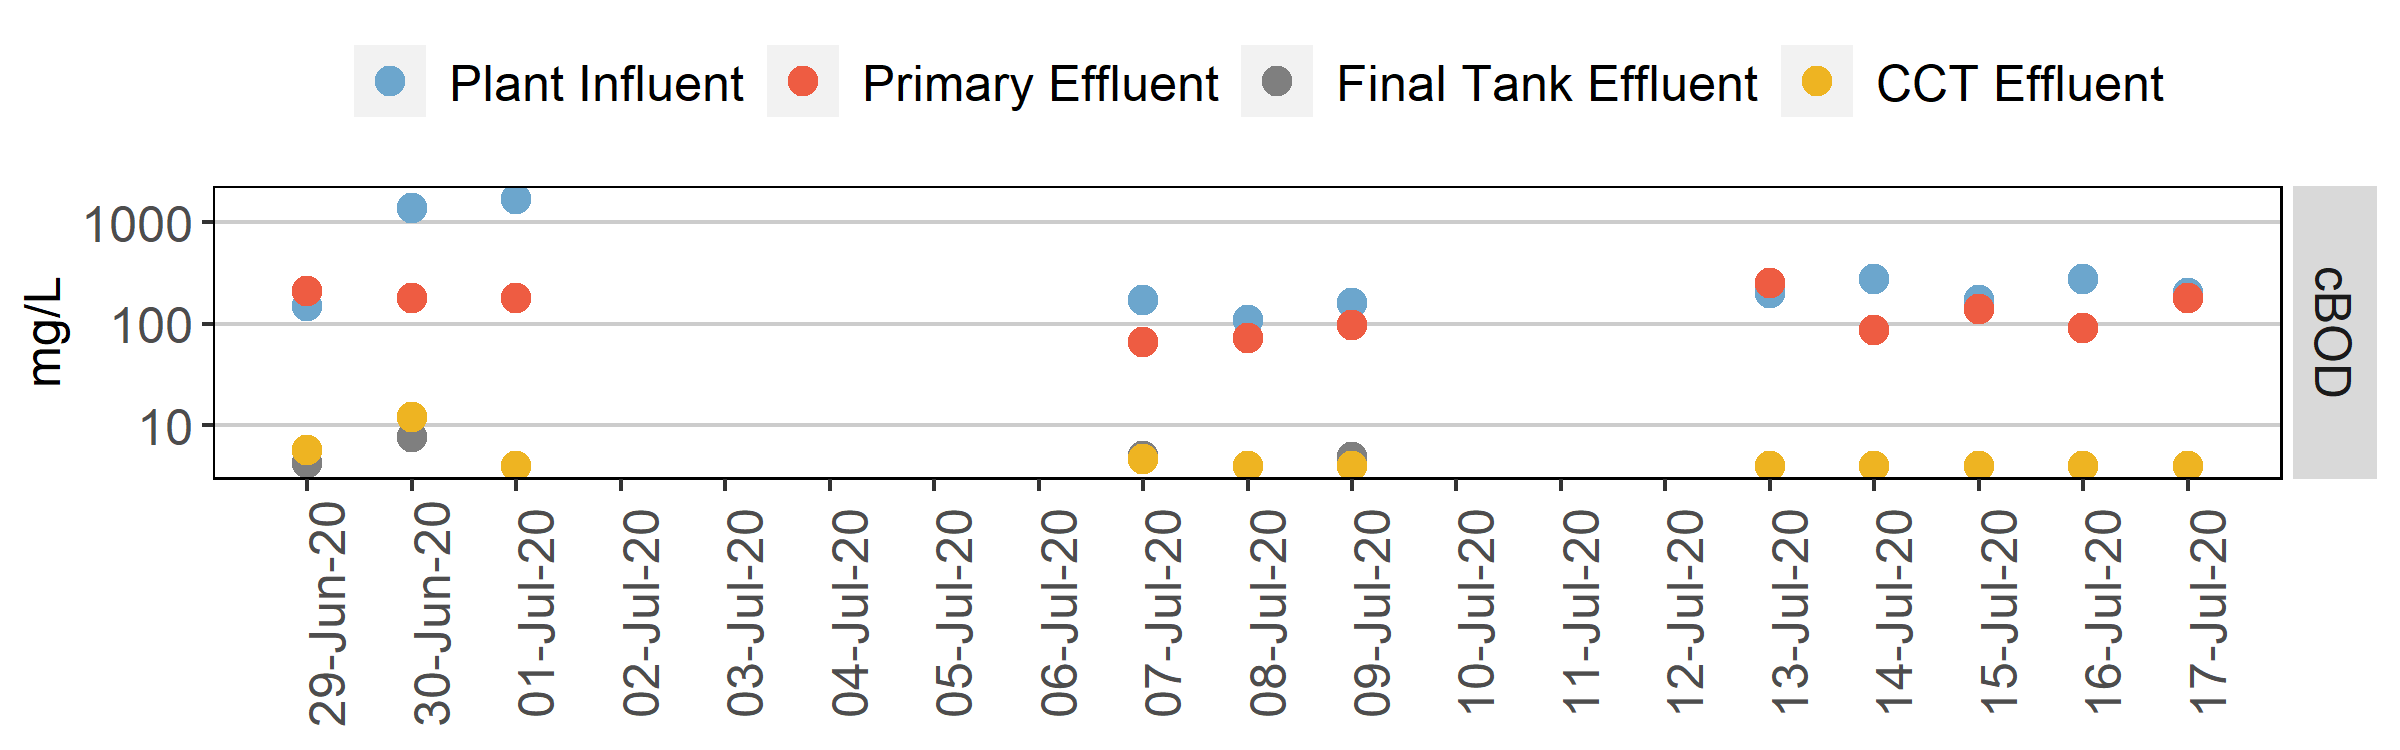 Plant Influent Primary Effluent Final Tank Effluent CCT Effluent
mg/L
1000
100
10
cBOD
29-Jun-20
30-Jun-20
01-Jul-20
02-Jul-20
03-Jul-20
04-Jul-20
05-Jul-20
06-Jul-20
07-Jul-20
08-Jul-20
09-Jul-20
10-Jul-20
11-Jul-20
12-Jul-20
13-Jul-20
14-Jul-20
15-Jul-20
16-Jul-20
17-Jul-20